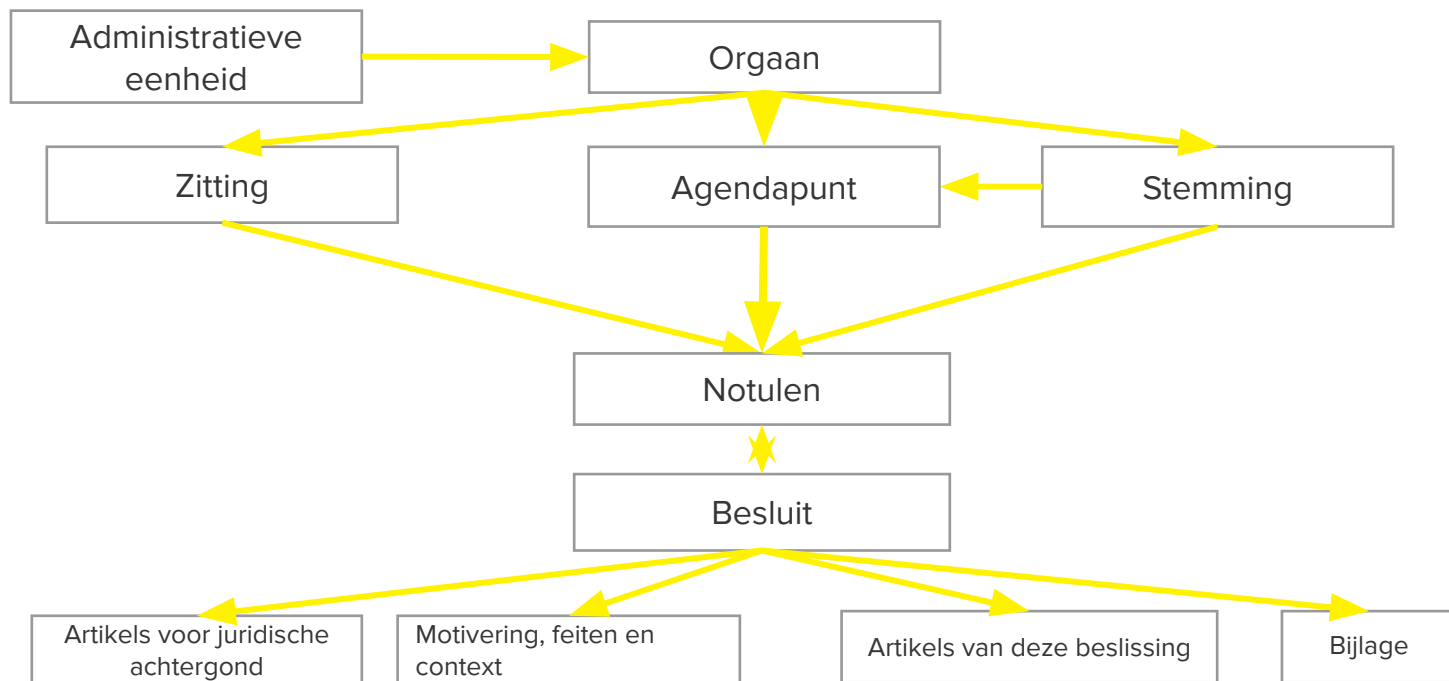 Administratieve
eenheid
Orgaan
Zitting
Agendapunt
Stemming
Notulen
Besluit
Artikels voor juridische
achtergond
Motivering, feiten en
context
Artikels van deze beslissing
Bijlage